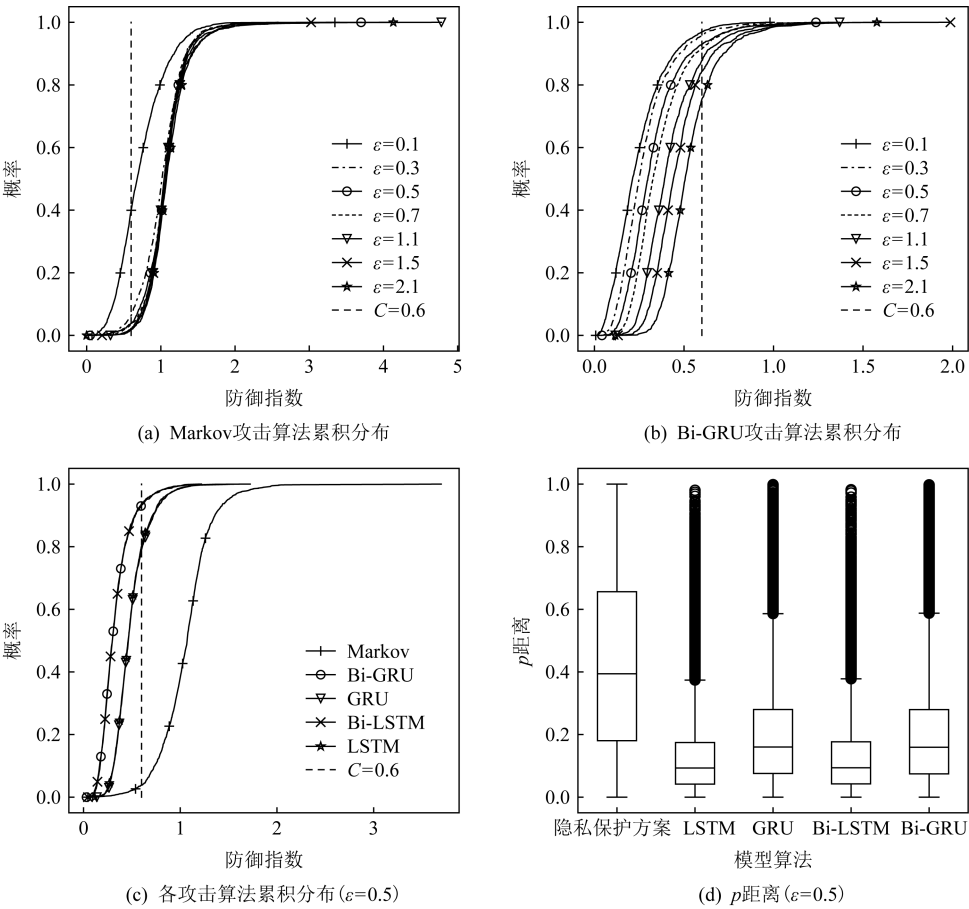 1.0
0.8
0.6
0.4
0.2
0.0
概率
0 1 2 3 4 5
防御指数
ε=0.1
ε=0.3
ε=0.5
ε=0.7
ε=1.1
ε=1.5
ε=2.1
C=0.6
(a) Markov攻击算法累积分布
1.0
0.8
0.6
0.4
0.2
0.0
概率
0.0 0.5 1.0 1.5 2.0
防御指数
ε=0.1
ε=0.3
ε=0.5
ε=0.7
ε=1.1
ε=1.5
ε=2.1
C=0.6
(b) Bi-GRU攻击算法累积分布
1.0
0.8
0.6
0.4
0.2
0.0
概率
0 1 2 3
防御指数
Markov
Bi-GRU
GRU
Bi-LSTM
LSTM
C=0.6
(c) 各攻击算法累积分布(ε=0.5)
1.0
0.8
0.6
0.4
0.2
0.0
p距离
隐私保护方案 LSTM GRU Bi-LSTM Bi-GRU
模型算法
(d) p距离(ε=0.5)